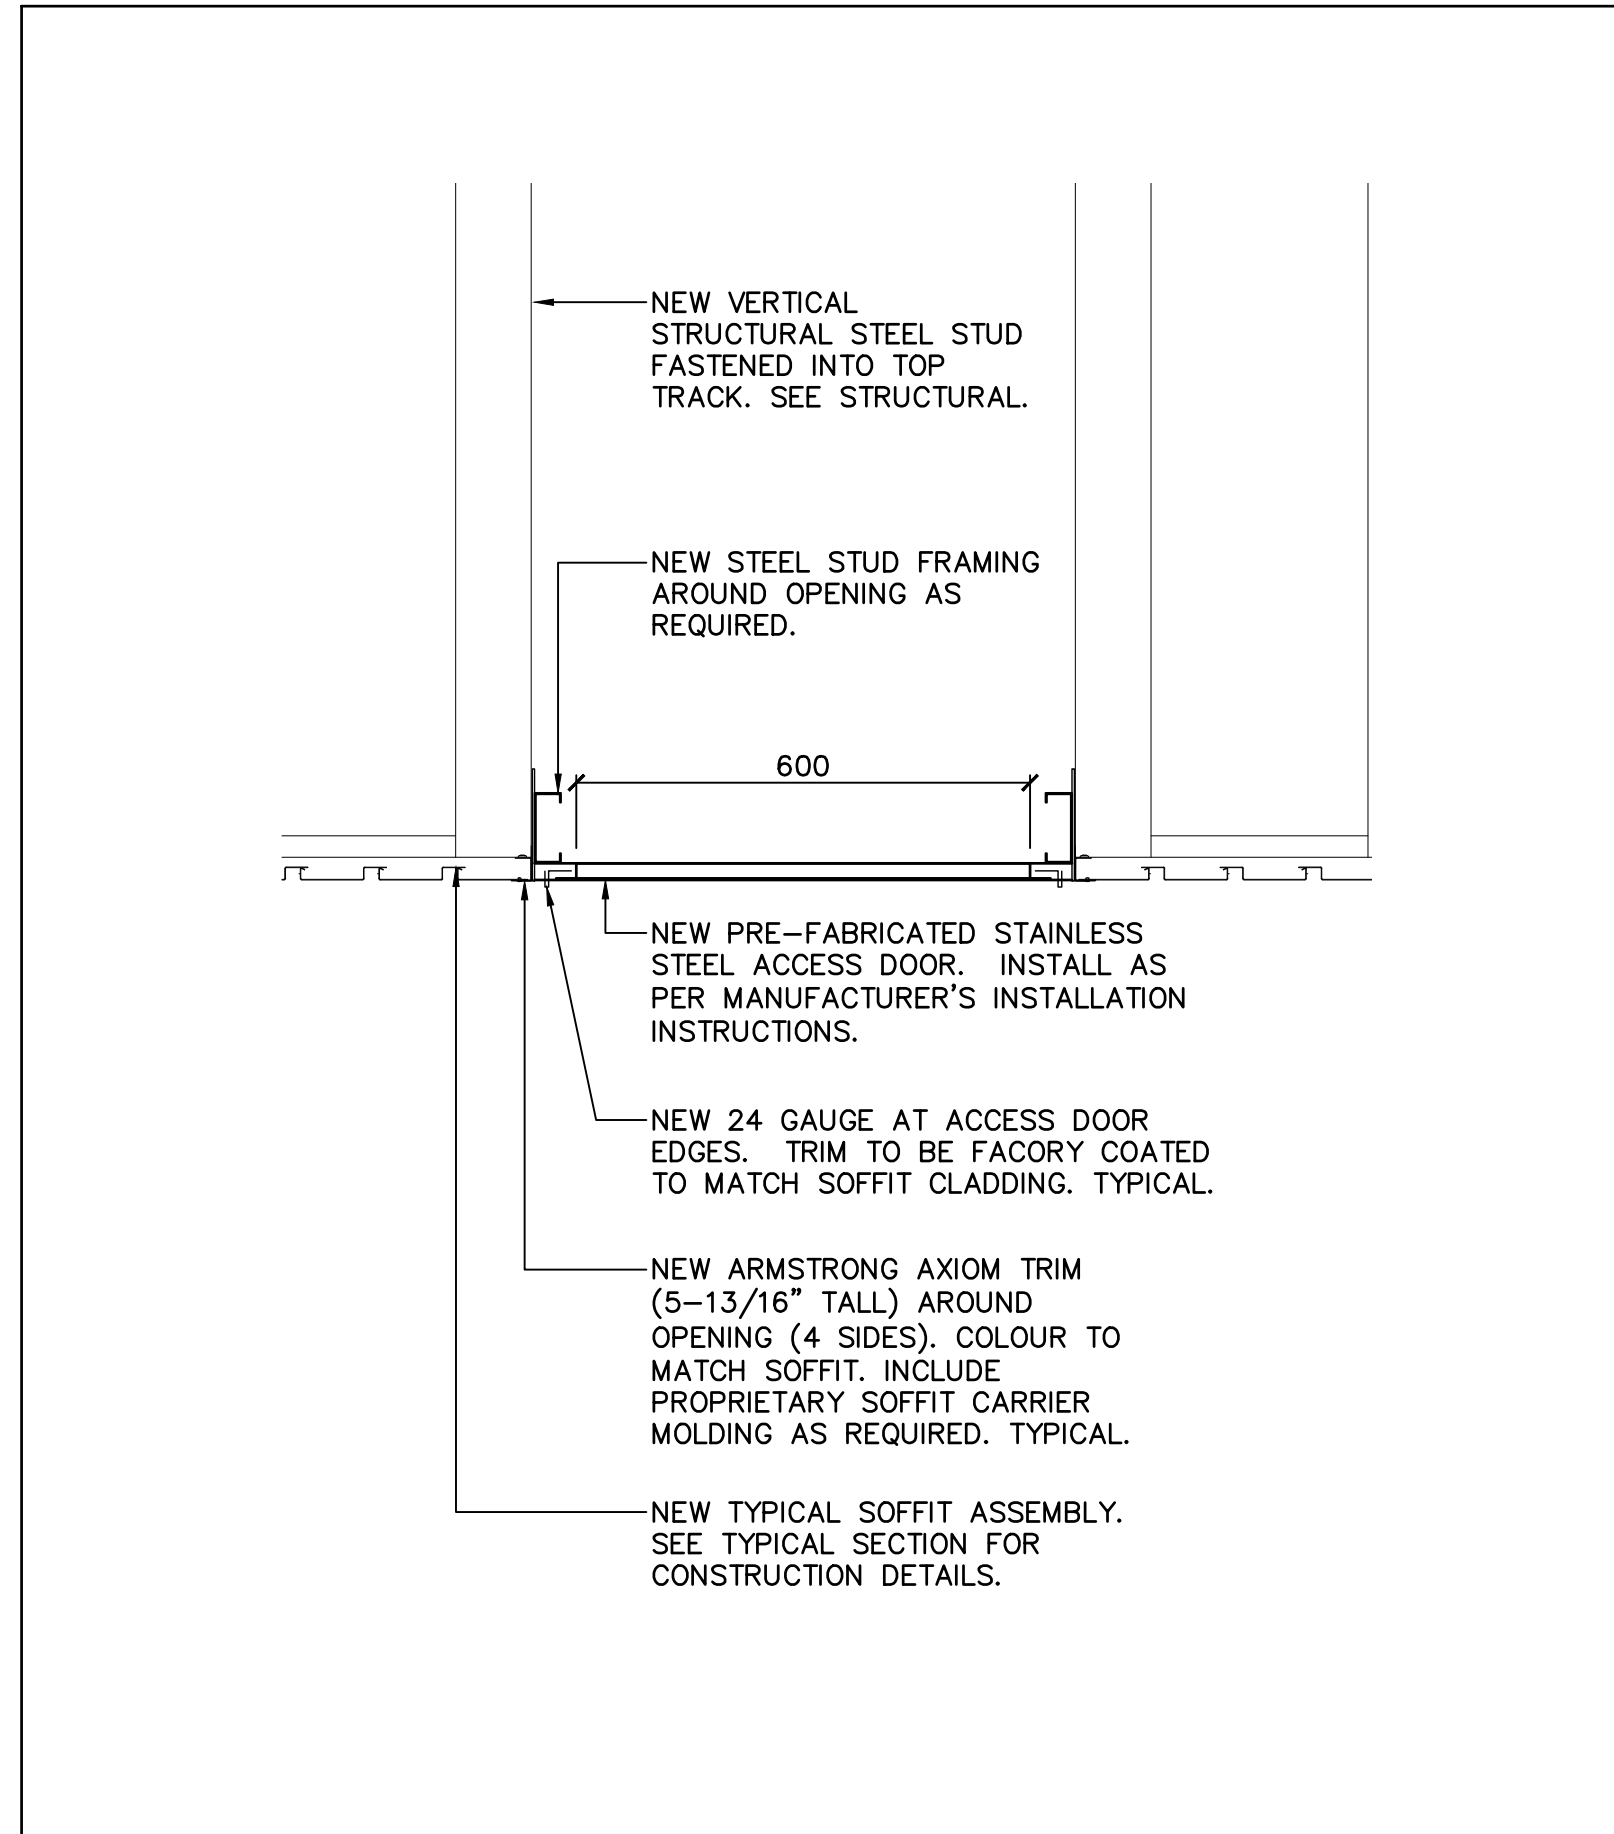 NEW VERTICAL
STRUCTURAL STEEL STUD
FASTENED INTO TOP
TRACK. SEE STRUCTURAL.
NEW STEEL STUD FRAMING
AROUND OPENING AS
REQUIRED.
600
NEW PRE-FABRICATED STAINLESS
STEEL ACCESS DOOR. INSTALL AS
PER MANUFACTURER'S INSTALLATION
INSTRUCTIONS.
NEW 24 GAUGE AT ACCESS DOOR
EDGES. TRIM TO BE FACORY COATED
TO MATCH SOFFIT CLADDING. TYPICAL.
NEW ARMSTRONG AXIOM TRIM
(5-13/16" TALL) AROUND
OPENING (4 SIDES). COLOUR TO
MATCH SOFFIT. INCLUDE
PROPRIETARY SOFFIT CARRIER
MOLDING AS REQUIRED. TYPICAL.
NEW TYPICAL SOFFIT ASSEMBLY.
SEE TYPICAL SECTION FOR
CONSTRUCTION DETAILS.